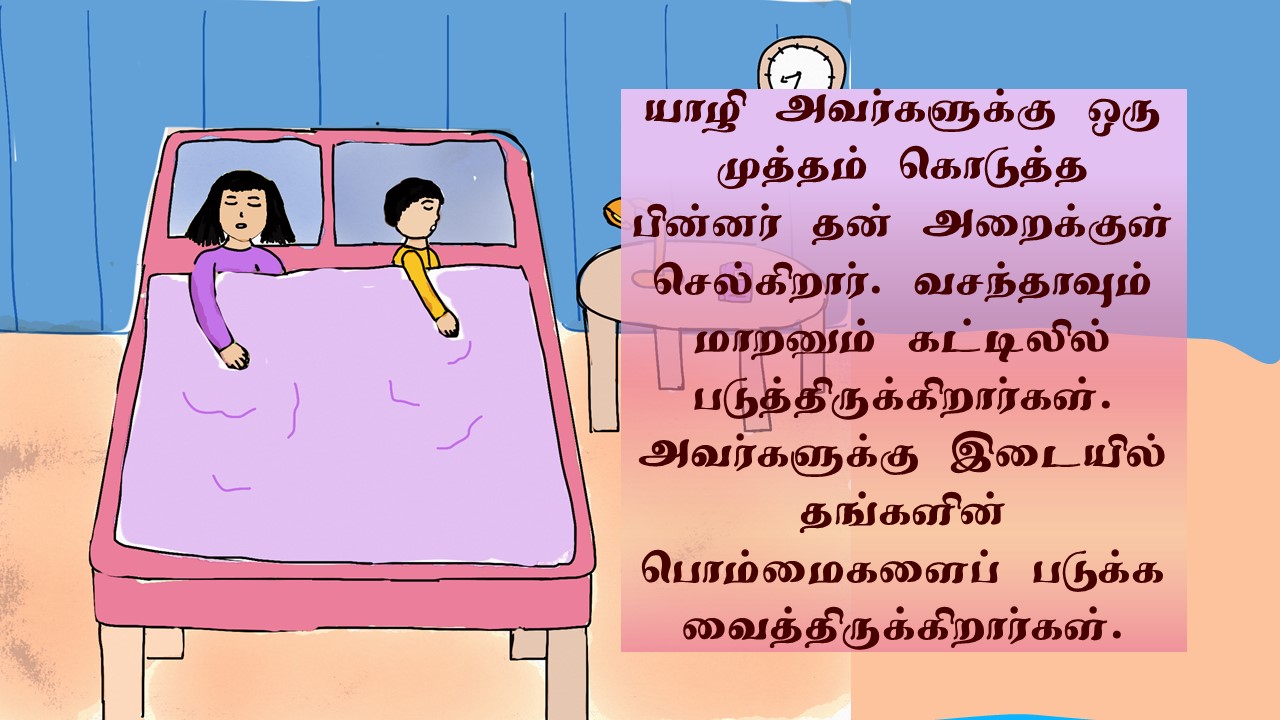 யாழி அவர்களுக்கு ஒரு
முத்தம் கொடுத்த
பின்னர் தன் அறைக்குள்
செல்கிறார். வசந்தாவும்
மாறனும் கட்டிலில்
படுத்திருக்கிறார்கள்.
அவர்களுக்கு இடையில்
தங்களின்
பொம்மைகளைப் படுக்க
வைத்திருக்கிறார்கள்.